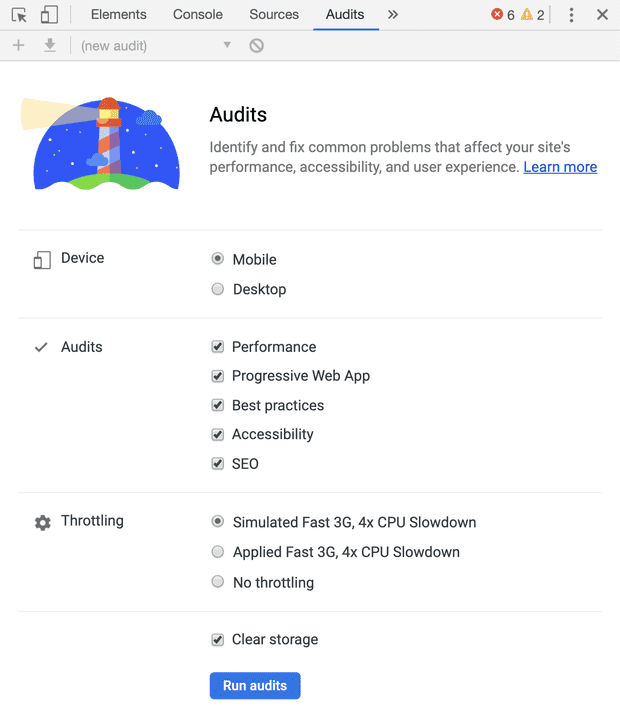 Elements Console Sources Audits » 6 2
(new audit)
Audits
Identify and fix common problems that affect your site's
performance, accessibility, and user experience. Learn more
Device
Mobile
Desktop
Audits
Performance
Progressive Web App
Best practices
Accessibility
SEO
Throttling
Simulated Fast 3G, 4x CPU Slowdown
Applied Fast 3G, 4x CPU Slowdown
No throttling
Clear storage
Run audits